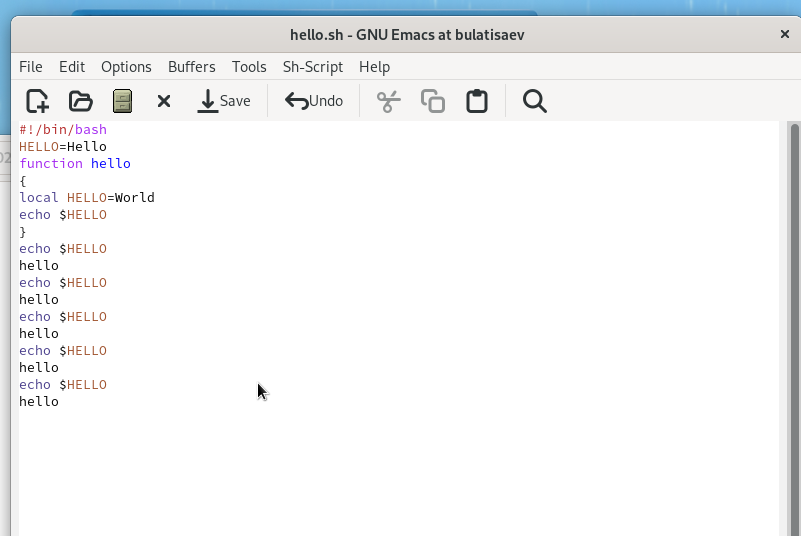 hello.sh - GNU Emacs at bulatisaev ×
File Edit Options Buffers Tools Sh-Script Help
Save Undo
#!/bin/bash
HELLO=Hello
function hello
{
local HELLO=World
echo $HELLO
}
echo $HELLO
hello
echo $HELLO
hello
echo $HELLO
hello
echo $HELLO
hello
echo $HELLO
hello